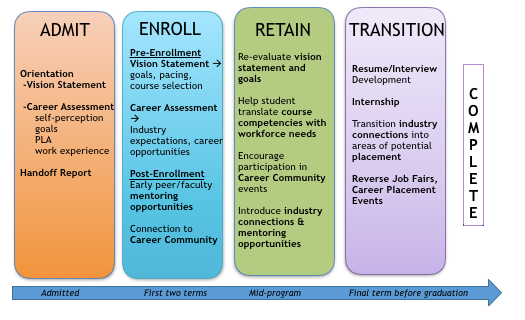 ADMIT
Orientation
-Vision Statement
-Career Assessment
self-perception
goals
PLA
work experience
Handoff Report
ENROLL
Pre-Enrollment
Vision Statement →
goals, pacing,
course selection
Career Assessment
→
Industry
expectations, career
opportunities
Post-Enrollment
Early peer/faculty
mentoring
opportunities
Connection to
Career Community
RETAIN
Re-evaluate vision
statement and
goals
Help student
translate course
competencies with
workforce needs
Encourage
participation in
Career Community
events
Introduce industry
connections &
mentoring
opportunities
TRANSITION
Resume/Interview
Development
Internship
Transition industry
connections into
areas of potential
placement
Reverse Job Fairs,
Career Placement
Events
COMPLETE
Admitted
First two terms
Mid-program
Final term before graduation